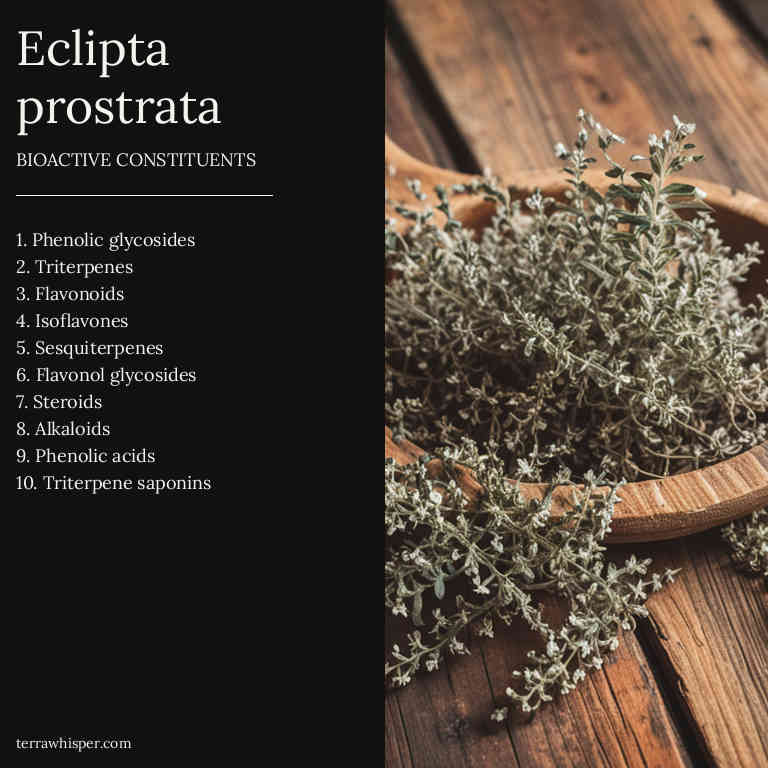 Eclipta
prostrata
BIOACTIVE CONSTITUENTS
1. Phenolic glycosides
2. Triterpenes
3. Flavonoids
4. Isoflavones
5. Sesquiterpenes
6. Flavonol glycosides
7. Steroids
8. Alkaloids
9. Phenolic acids
10. Triterpene saponins
terrawhisper.com